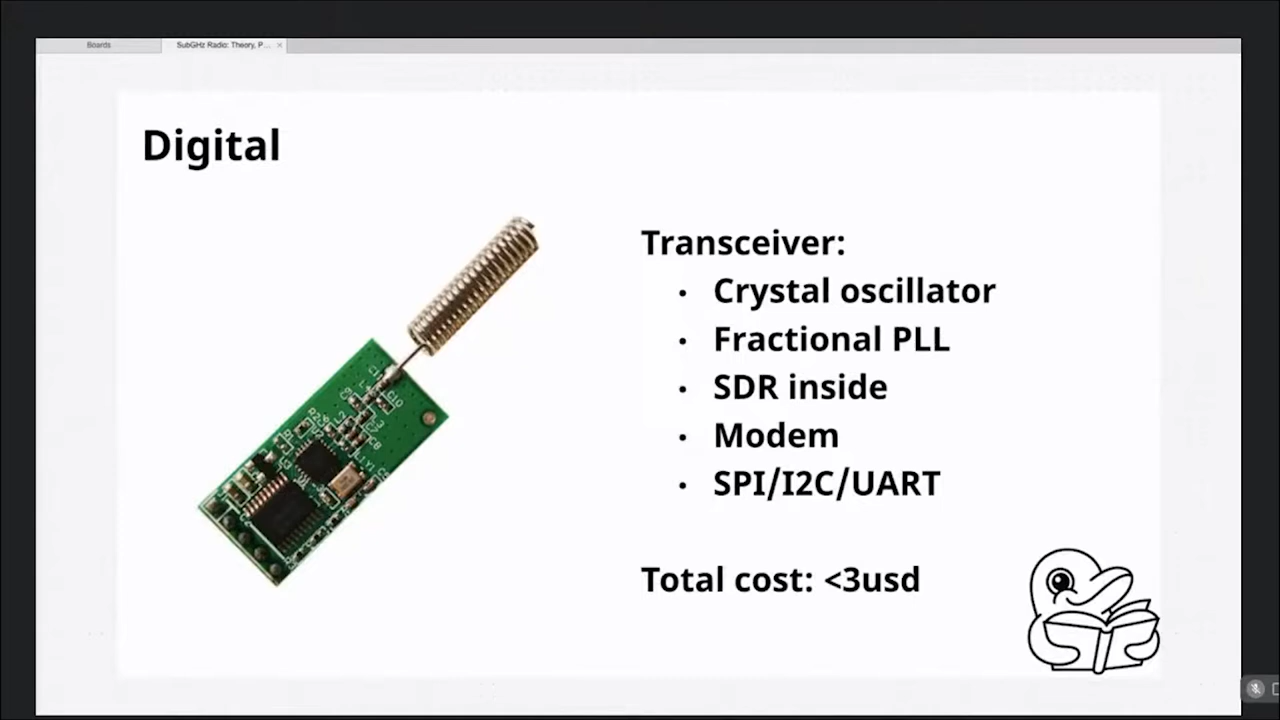 Boards
SubGHz Radio: Theory, P...
Digital
Transceiver:
· Crystal oscillator
· Fractional PLL
· SDR inside
· Modem
· SPI/I2C/UART
Total cost: <3usd